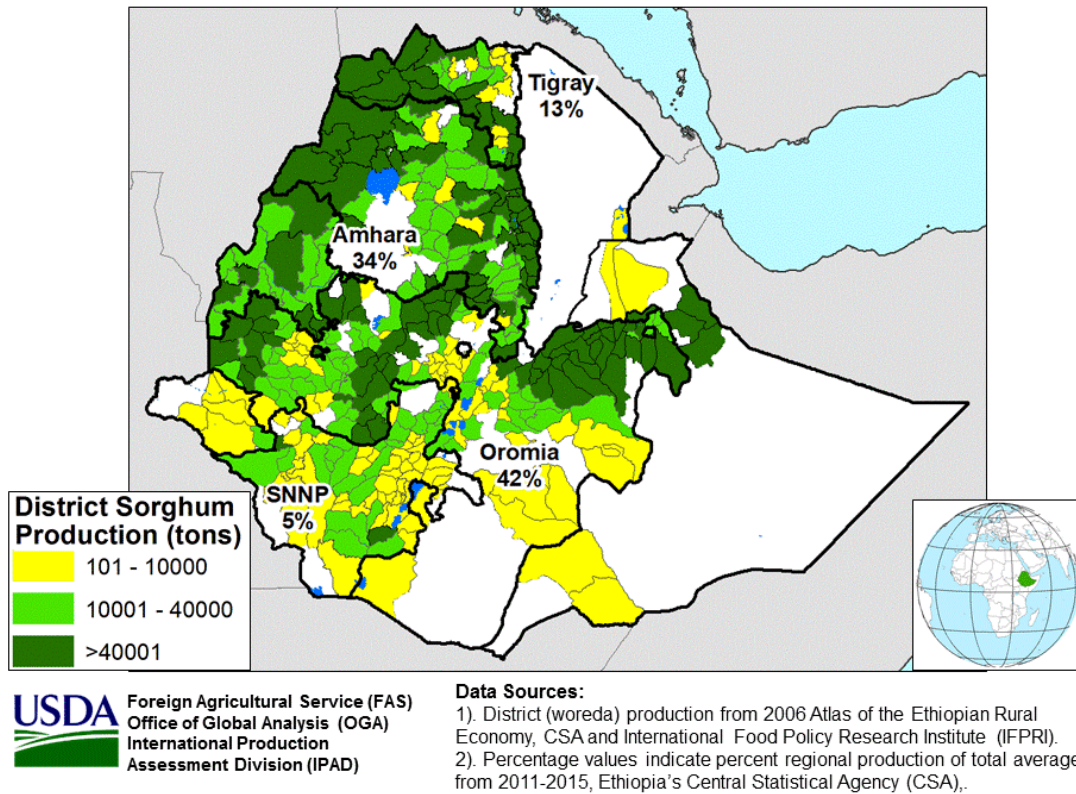 Tigray
13%
Amhara
34%
Oromia
42%
SNNP
5%
District Sorghum
Production (tons)
101 - 10000
10001 - 40000
>40001
USDA
Foreign Agricultural Service (FAS)
Office of Global Analysis (OGA)
International Production
Assessment Division (IPAD)
Data Sources:
1). District (woreda) production from 2006 Atlas of the Ethiopian Rural
Economy, CSA and International Food Policy Research Institute (IFPRI).
2). Percentage values indicate percent regional production of total average
from 2011-2015, Ethiopia's Central Statistical Agency (CSA),.